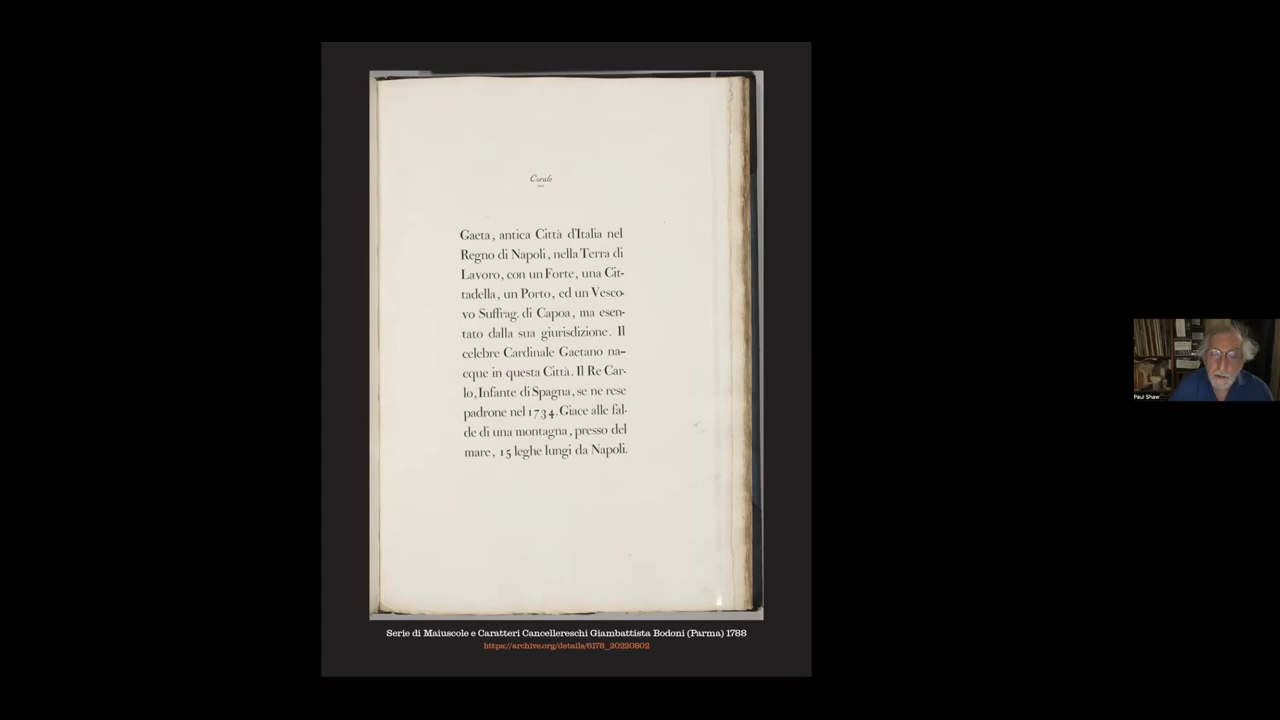 Corale
Gaeta, antica Città d'Italia nel
Regno di Napoli, nella Terra di
Lavoro, con un Forte, una Cit-
tadella, un Porto, ed un Vesco-
vo Suffrag. di Capoa, ma esen-
tato dalla sua giurisdizione. Il
celebre Cardinale Gaetano na-
cque in questa Città. Il Re Car-
lo, Infante di Spagna, se ne rese
padrone nel 1734. Giace alle fal-
de di una montagna, presso del
mare, 15 leghe lungi da Napoli.
Serie di Maiuscole e Caratteri Cancellereschi Giambattista Bodoni (Parma) 1788
https://archive.org/details/6178_20220802
Paul Shaw